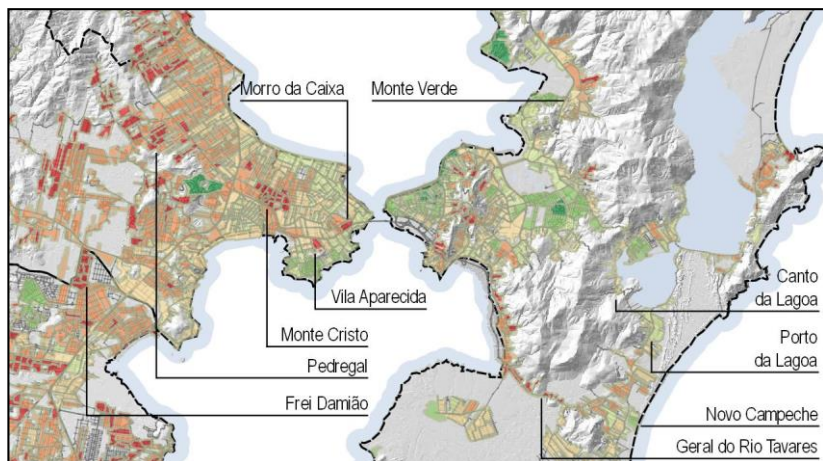 Morro da Caixa
Monte Verde
Vila Aparecida
Monte Cristo
Pedregal
Frei Damião
Canto
da Lagoa
Porto
da Lagoa
Novo Campeche
Geral do Rio Tavares